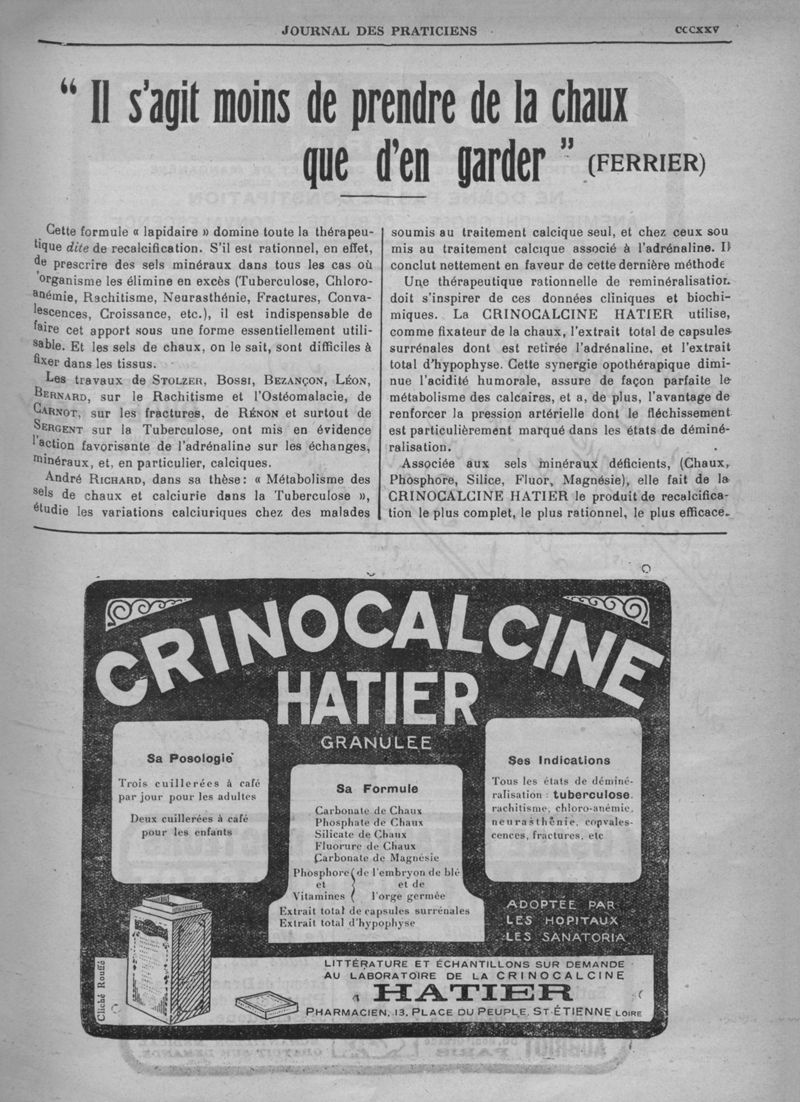 JOURNAL DES PRATICIENS
CCCXXV
“ Il s'agit moins de prendre de la chaux
que d'en garder ” (FERRIER)
Cette formule « lapidaire » domine toute la thérapeu-
tique dite de recalcification. S'il est rationnel, en effet,
de prescrire des sels minéraux dans tous les cas où
'organisme les élimine en excès (Tuberculose, Chloro-
anémie, Rachitisme, Neurasthénie, Fractures, Conva-
lescences, Croissance, etc.), il est indispensable de
faire cet apport sous une forme essentiellement utili-
sable. Et les sels de chaux, on le sait, sont difficiles à
fixer dans les tissus.
Les travaux de STOLZER, BOSSI, BEZANÇON, LÉON,
BERNARD, sur le Rachitisme et l'Ostéomalacie, de
CARNOT, sur les fractures, de RÉNON et surtout de
SERGENT sur la Tuberculose, ont mis en évidence
l'action favorisante de l'adrénaline sur les échanges,
minéraux, et, en particulier, calciques.
André RICHARD, dans sa thèse : « Métabolisme des
sels de chaux et calciurie dans la Tuberculose »,
étudie les variations calciuriques chez des malades
soumis au traitement calcique seul, et chez ceux sou
mis au traitement calcique associé à l'adrénaline. Il
conclut nettement en faveur de cette dernière méthode
Une thérapeutique rationnelle de reminéralisation
doit s'inspirer de ces données cliniques et biochi-
miques. La CRINOCALCINE HATIER utilise,
comme fixateur de la chaux, l'extrait total de capsules
surrénales dont est retirée l'adrénaline, et l'extrait
total d'hypophyse. Cette synergie opothérapique dimi-
nue l'acidité humorale, assure de façon parfaite le
métabolisme des calcaires, et a, de plus, l'avantage de
renforcer la pression artérielle dont le fléchissement
est particulièrement marqué dans les états de déminé-
ralisation.
Associée aux sels minéraux déficients, (Chaux,
Phosphore, Silice, Fluor, Magnésie), elle fait de la
CRINOCALCINE HATIER le produit de recalcifica-
tion le plus complet, le plus rationnel, le plus efficace.
CRINOCALCINE
HATIER
GRANULEE
Sa Posologie
Trois cuillerées à café
par jour pour les adultes
Deux cuillerées à café
pour les enfants
Sa Formule
Carbonate de Chaux
Phosphate de Chaux
Silicate de Chaux
Fluorure de Chaux
Carbonate de Magnésie
Phosphore ( de l'embryon de blé
et } et de
Vitamines ( l'orge germée
Extrait total de capsules surrénales
Extrait total d'hypophyse
Ses Indications
Tous les états de déminé-
ralisation : tuberculose,
rachitisme, chloro-anémie,
neurasthénie, convales-
cences, fractures, etc
ADOPTÉE PAR
LES HOPITAUX
LES SANATORIA
Cliché Rouffé
LITTÉRATURE ET ÉCHANTILLONS SUR DEMANDE
AU LABORATOIRE DE LA CRINOCALCINE
HATIER
PHARMACIEN, 13, PLACE DU PEUPLE, ST-ÉTIENNE LOIRE